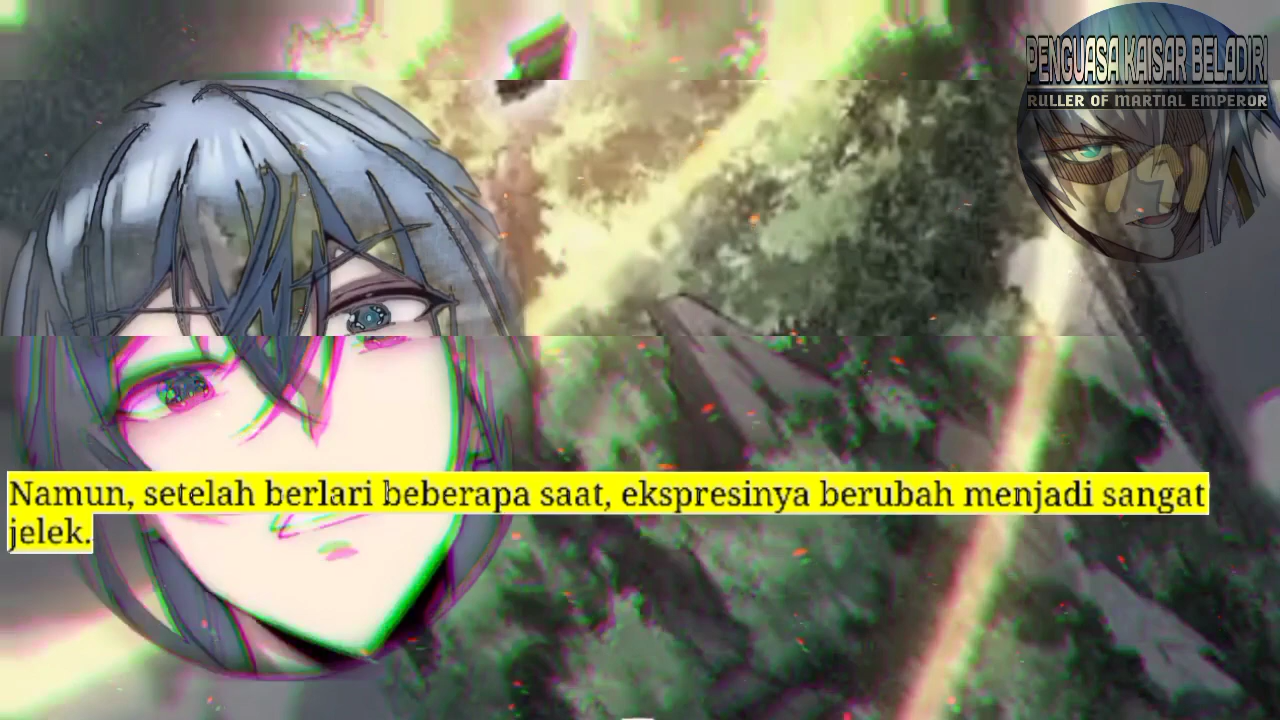 PENGUASA KAISAR BELADIRI
RULLER OF MARTIAL EMPEROR
Namun, setelah berlari beberapa saat, ekspresinya berubah menjadi sangat
jelek.